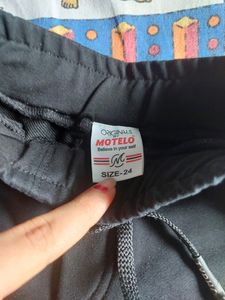 ORIGINALS
MOTELO
Believe in your self
SIZE-24